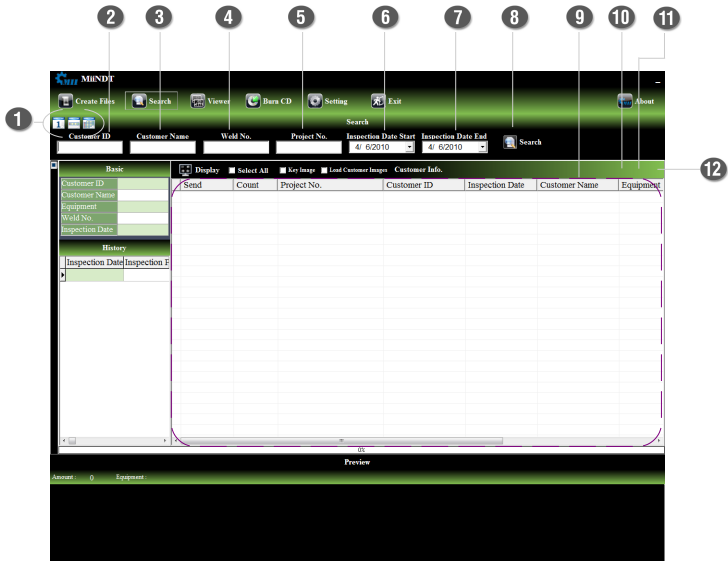 2 3 4 5 6 7 8 9 10 11
MiiNDT
Create Files Search Viewer Burn CD Setting Exit About
1 Search
Customer ID Customer Name Weld No. Project No. Inspection Date Start Inspection Date End
4/ 6/2010 4/ 6/2010 Search
Basic Display Select All Key Image Load Customer Images Customer Info. 12
Customer ID Send Count Project No. Customer ID Inspection Date Customer Name Equipment
Customer Name
Equipment
Weld No.
Inspection Date
History
Inspection Date Inspection P
Preview
Amount : 0 Equipment :